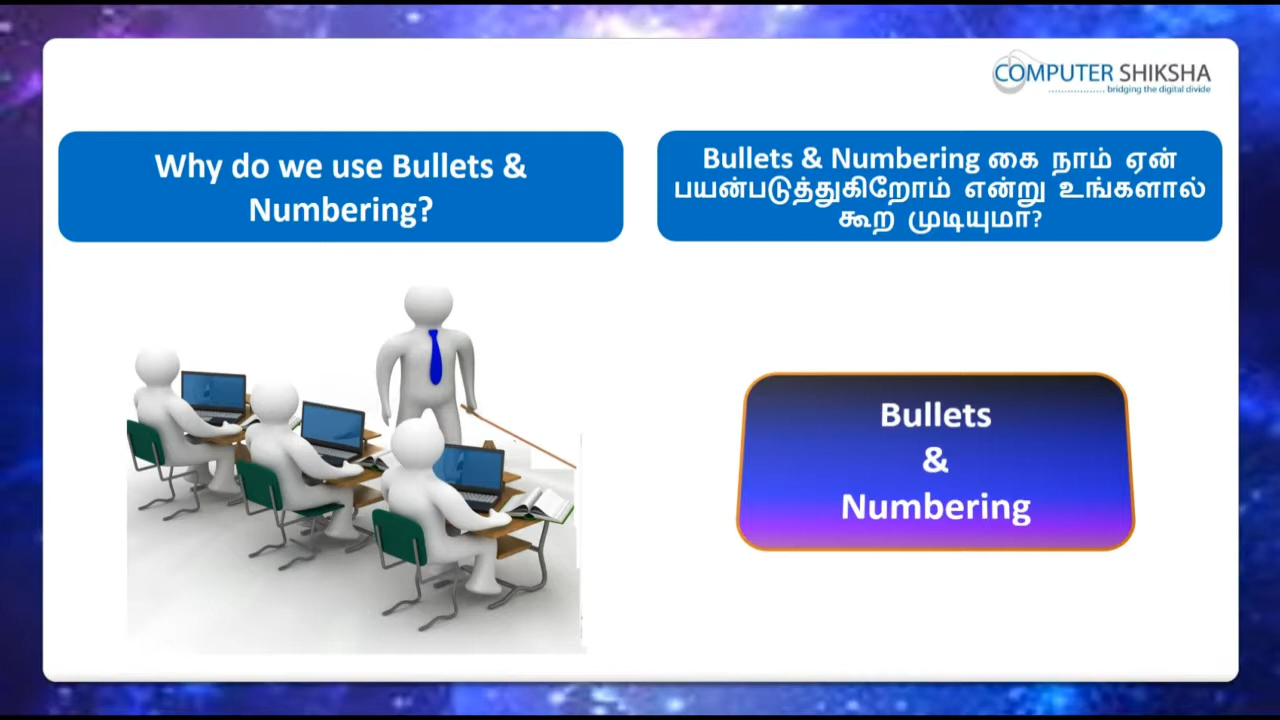 COMPUTER SHIKSHA
bridging the digital divide
Why do we use Bullets &
Numbering?
Bullets & Numbering கை நாம் ஏன்
பயன்படுத்துகிறோம் என்று உங்களால்
கூற முடியுமா?
Bullets
&
Numbering